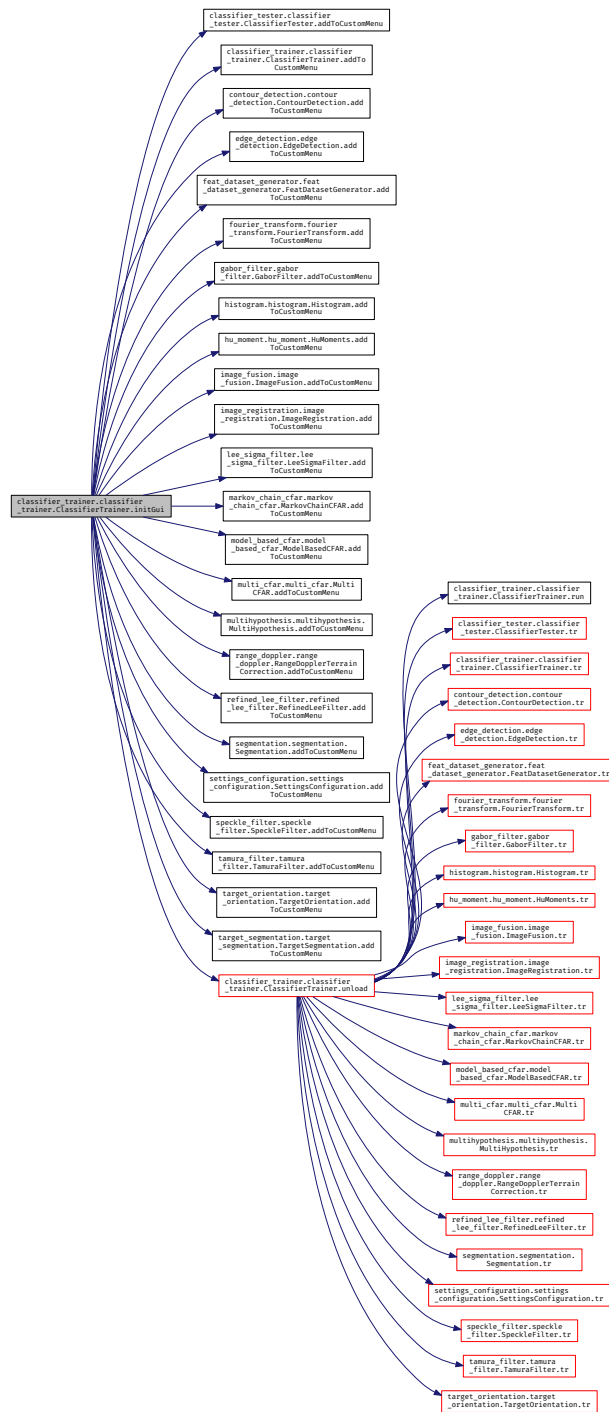 classifier_tester.classifier
_tester.ClassifierTester.addToCustomMenu
classifier_trainer.classifier
_trainer.ClassifierTrainer.addTo
CustomMenu
contour_detection.contour
_detection.ContourDetection.add
ToCustomMenu
edge_detection.edge
_detection.EdgeDetection.add
ToCustomMenu
feat_dataset_generator.feat
_dataset_generator.FeatDatasetGenerator.add
ToCustomMenu
fourier_transform.fourier
_transform.FourierTransform.add
ToCustomMenu
gabor_filter.gabor
_filter.GaborFilter.addToCustomMenu
histogram.histogram.Histogram.add
ToCustomMenu
hu_moment.hu_moment.HuMoments.add
ToCustomMenu
image_fusion.image
_fusion.ImageFusion.addToCustomMenu
image_registration.image
_registration.ImageRegistration.add
ToCustomMenu
lee_sigma_filter.lee
_sigma_filter.LeeSigmaFilter.add
ToCustomMenu
classifier_trainer.classifier
_trainer.ClassifierTrainer.initGui
markov_chain_cfar.markov
_chain_cfar.MarkovChainCFAR.add
ToCustomMenu
model_based_cfar.model
_based_cfar.ModelBasedCFAR.add
ToCustomMenu
multi_cfar.multi_cfar.Multi
CFAR.addToCustomMenu
multihypothesis.multihypothesis.
MultiHypothesis.addToCustomMenu
range_doppler.range
_doppler.RangeDopplerTerrain
Correction.addToCustomMenu
refined_lee_filter.refined
_lee_filter.RefinedLeeFilter.add
ToCustomMenu
segmentation.segmentation.
Segmentation.addToCustomMenu
settings_configuration.settings
_configuration.SettingsConfiguration.add
ToCustomMenu
speckle_filter.speckle
_filter.SpeckleFilter.addToCustomMenu
tamura_filter.tamura
_filter.TamuraFilter.addToCustomMenu
target_orientation.target
_orientation.TargetOrientation.add
ToCustomMenu
target_segmentation.target
_segmentation.TargetSegmentation.add
ToCustomMenu
classifier_trainer.classifier
_trainer.ClassifierTrainer.unload
classifier_trainer.classifier
_trainer.ClassifierTrainer.run
classifier_tester.classifier
_tester.ClassifierTester.tr
classifier_trainer.classifier
_trainer.ClassifierTrainer.tr
contour_detection.contour
_detection.ContourDetection.tr
edge_detection.edge
_detection.EdgeDetection.tr
feat_dataset_generator.feat
_dataset_generator.FeatDatasetGenerator.tr
fourier_transform.fourier
_transform.FourierTransform.tr
gabor_filter.gabor
_filter.GaborFilter.tr
histogram.histogram.Histogram.tr
hu_moment.hu_moment.HuMoments.tr
image_fusion.image
_fusion.ImageFusion.tr
image_registration.image
_registration.ImageRegistration.tr
lee_sigma_filter.lee
_sigma_filter.LeeSigmaFilter.tr
markov_chain_cfar.markov
_chain_cfar.MarkovChainCFAR.tr
model_based_cfar.model
_based_cfar.ModelBasedCFAR.tr
multi_cfar.multi_cfar.Multi
CFAR.tr
multihypothesis.multihypothesis.
MultiHypothesis.tr
range_doppler.range
_doppler.RangeDopplerTerrain
Correction.tr
refined_lee_filter.refined
_lee_filter.RefinedLeeFilter.tr
segmentation.segmentation.
Segmentation.tr
settings_configuration.settings
_configuration.SettingsConfiguration.tr
speckle_filter.speckle
_filter.SpeckleFilter.tr
tamura_filter.tamura
_filter.TamuraFilter.tr
target_orientation.target
_orientation.TargetOrientation.tr